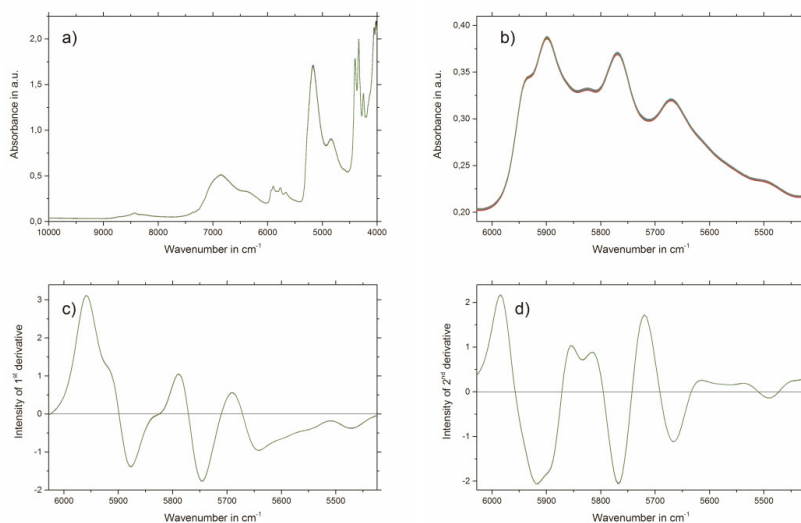 a)
Absorbance in a.u.
2,0
1,5
1,0
0,5
0,0
10000 9000 8000 7000 6000 5000 4000
Wavenumber in cm⁻¹
b)
Absorbance in a.u.
0,40
0,35
0,30
0,25
0,20
6000 5900 5800 5700 5600 5500
Wavenumber in cm⁻¹
c)
Intensity of 1ˢᵗ derivative
3
2
1
0
-1
-2
6000 5900 5800 5700 5600 5500
Wavenumber in cm⁻¹
d)
Intensity of 2ⁿᵈ derivative
2
1
0
-1
-2
6000 5900 5800 5700 5600 5500
Wavenumber in cm⁻¹